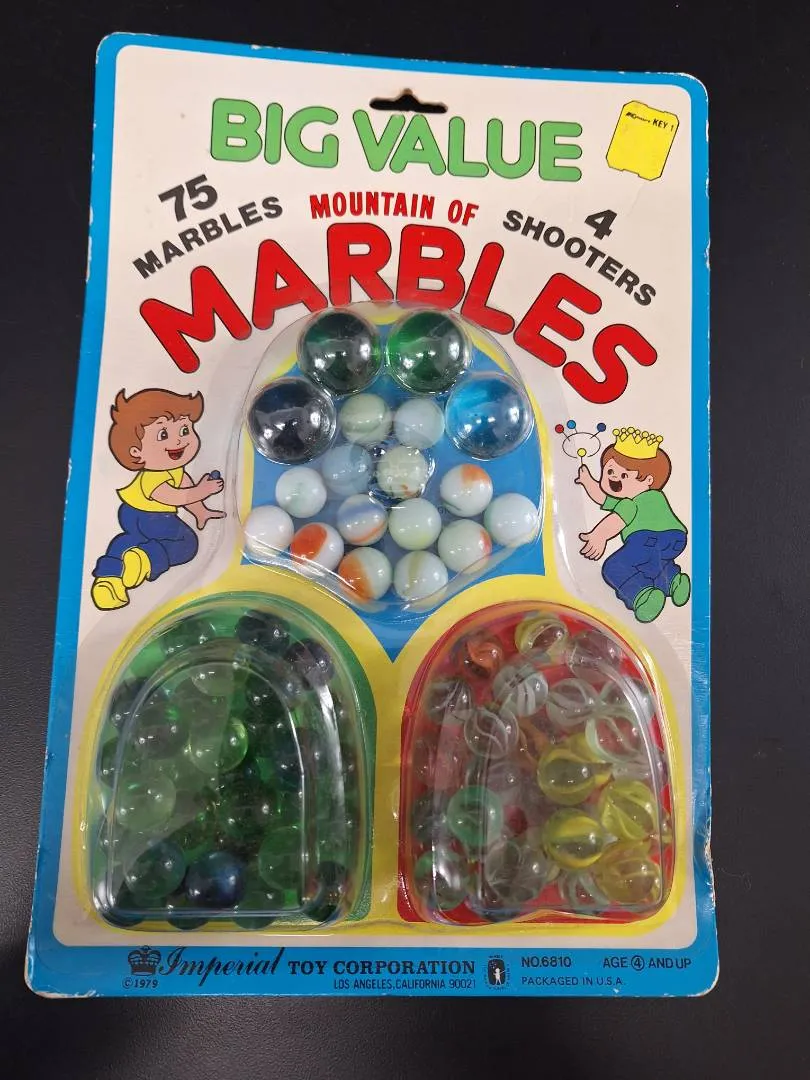 BIG VALUE
KEY 1
75
MARBLES
MOUNTAIN OF
4
SHOOTERS
MARBLES
Imperial TOY CORPORATION
©1979
LOS ANGELES, CALIFORNIA 90021
NO.6810
AGE 4 AND UP
PACKAGED IN U.S.A.